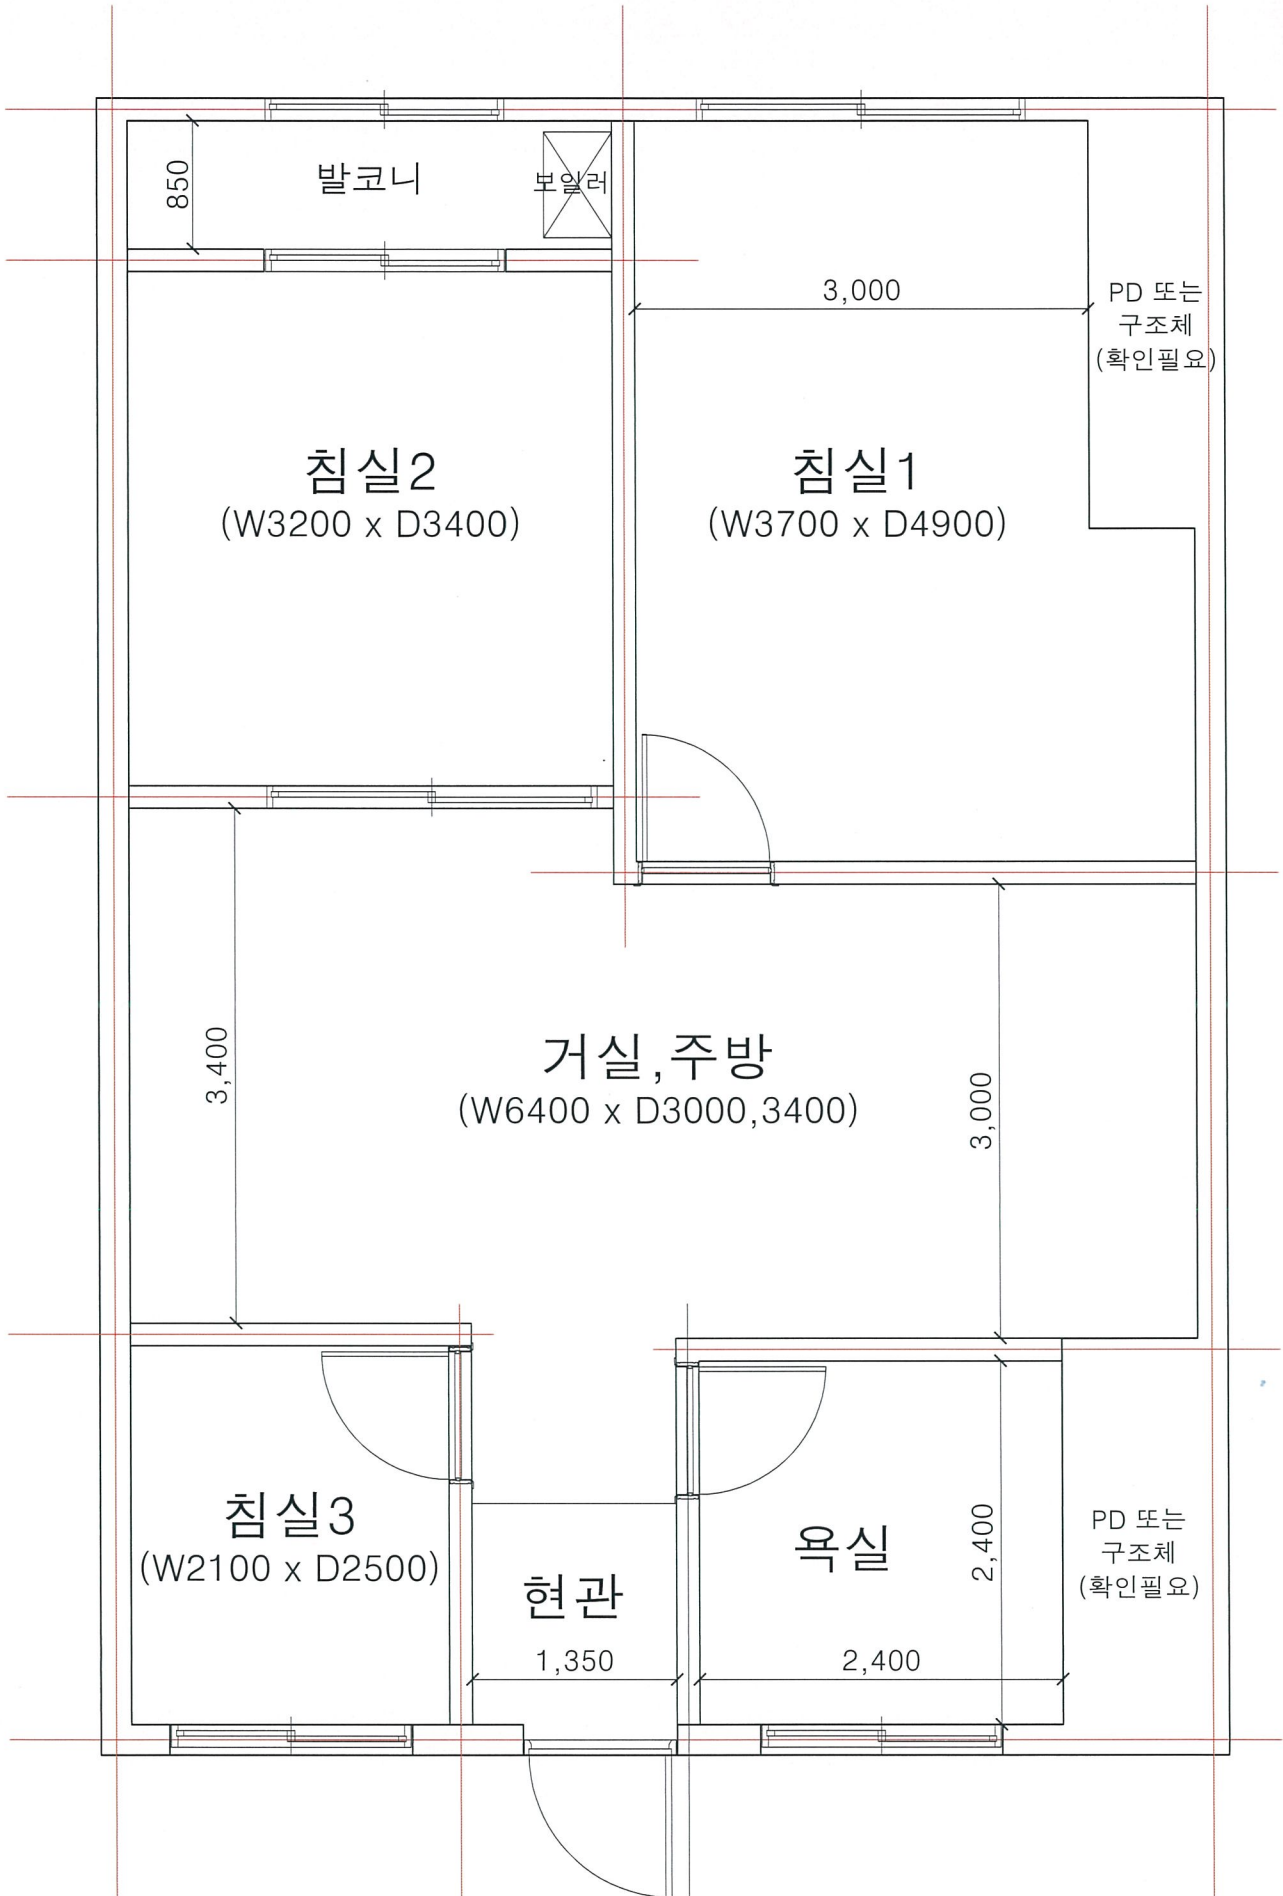 850
발코니
보일러
3,000
PD 또는
구조체
(확인필요)
침실2
(W3200 x D3400)
침실1
(W3700 x D4900)
3,400
거실,주방
(W6400 x D3000,3400)
3,000
침실3
(W2100 x D2500)
현관
1,350
욕실
2,400
2,400
PD 또는
구조체
(확인필요)